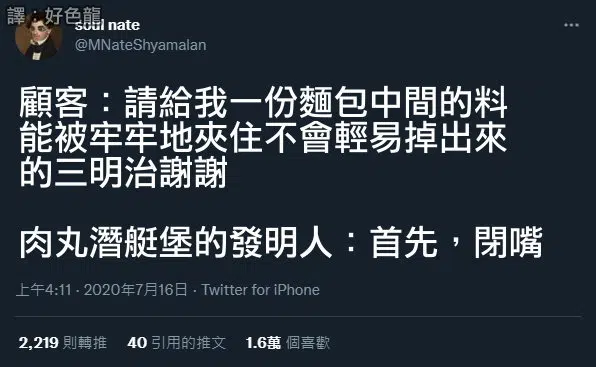 譯：好色龍
soul nate
@MNateShyamalan
顧客：請給我一份麵包中間的料
能被牢牢地夾住不會輕易掉出來
的三明治謝謝
肉丸潛艇堡的發明人：首先，閉嘴
上午4:11 · 2020年7月16日 · Twitter for iPhone
2,219 則轉推 40 引用的推文 1.6萬 個喜歡